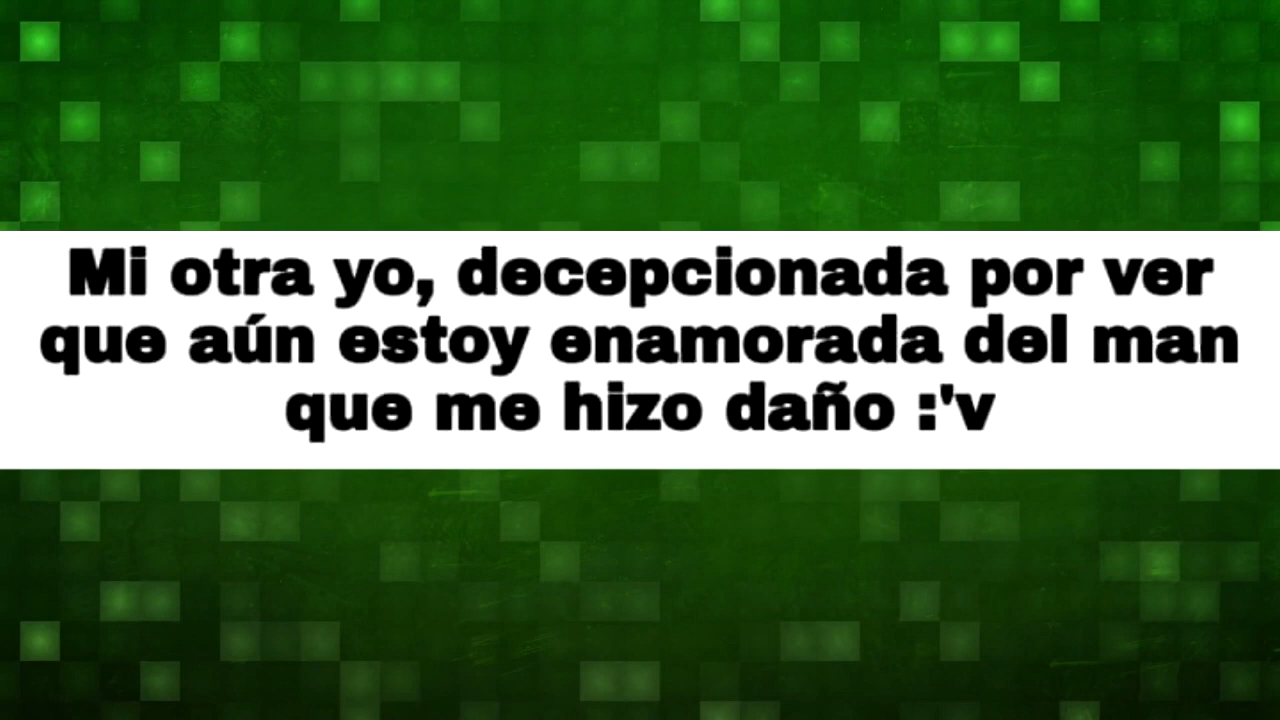 Mi otra yo, decepcionada por ver
que aún estoy enamorada del man
que me hizo daño :'v